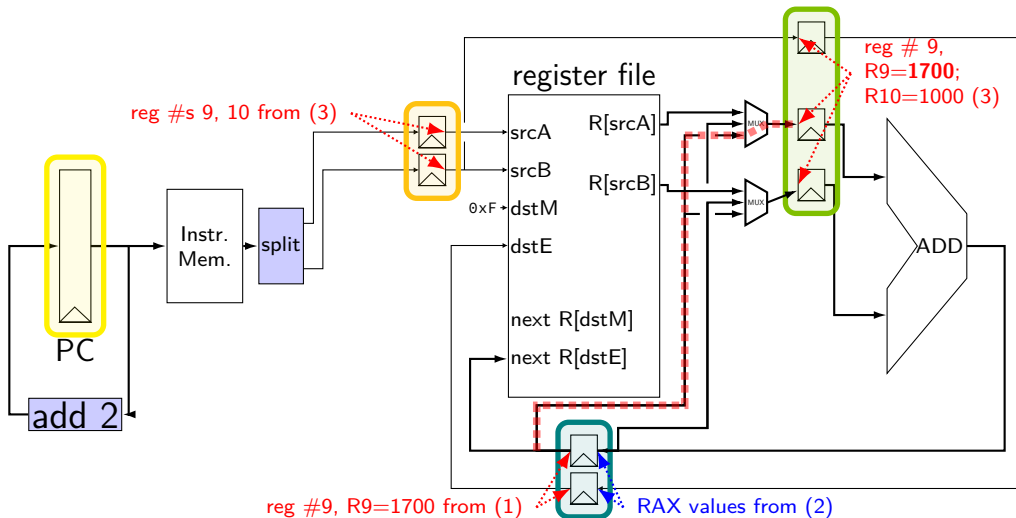 reg # 9,
R9=1700;
R10=1000 (3)
register file
reg #s 9, 10 from (3)
R[srcA]
MUX
srcA
srcB
R[srcB]
MUX
0xF
dstM
dstE
Instr.
Mem.
split
ADD
next R[dstM]
next R[dstE]
PC
add 2
reg #9, R9=1700 from (1)
RAX values from (2)